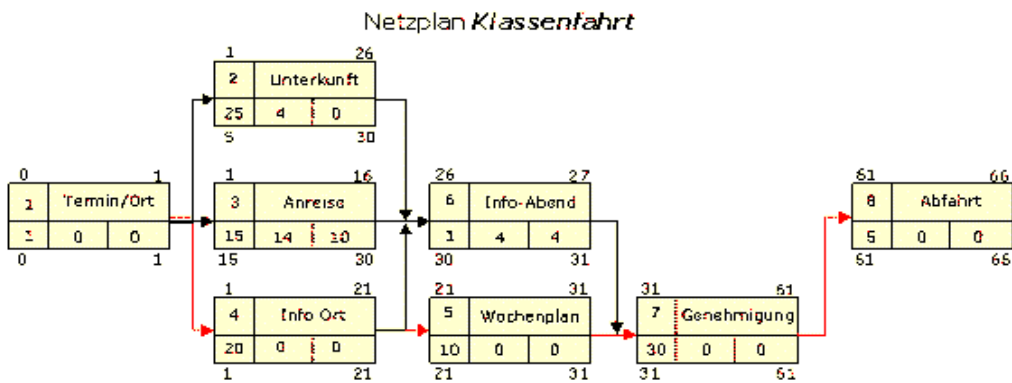 Netzplan Klassenfahrt
1 26
2 Unterkunft
25 4 0
5 30
0 1
1 Termin/Ort
1 0 0
0 1
1 16
3 Anreise
15 14 10
15 30
1 21
4 Info Ort
20 0 0
1 21
26 27
6 Info-Abend
1 4 4
30 31
21 31
5 Wochenplan
10 0 0
21 31
31 61
7 Genehmigung
30 0 0
31 61
61 66
8 Abfahrt
5 0 0
61 66